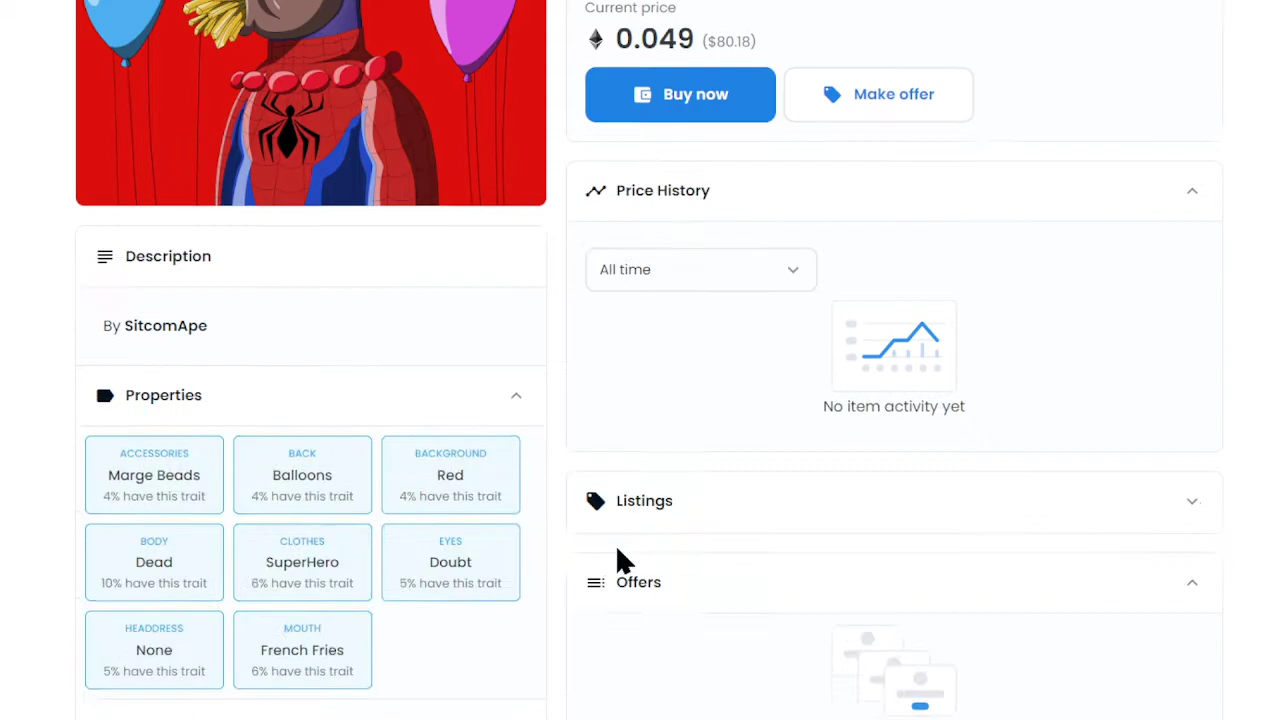 Current price
0.049 ($80.18)
Buy now
Make offer
Price History
All time
No item activity yet
Listings
Offers
Description
By SitcomApe
Properties
ACCESSORIES
Marge Beads
4% have this trait
BACK
Balloons
4% have this trait
BACKGROUND
Red
4% have this trait
BODY
Dead
10% have this trait
CLOTHES
SuperHero
6% have this trait
EYES
Doubt
5% have this trait
HEADDRESS
None
5% have this trait
MOUTH
French Fries
6% have this trait